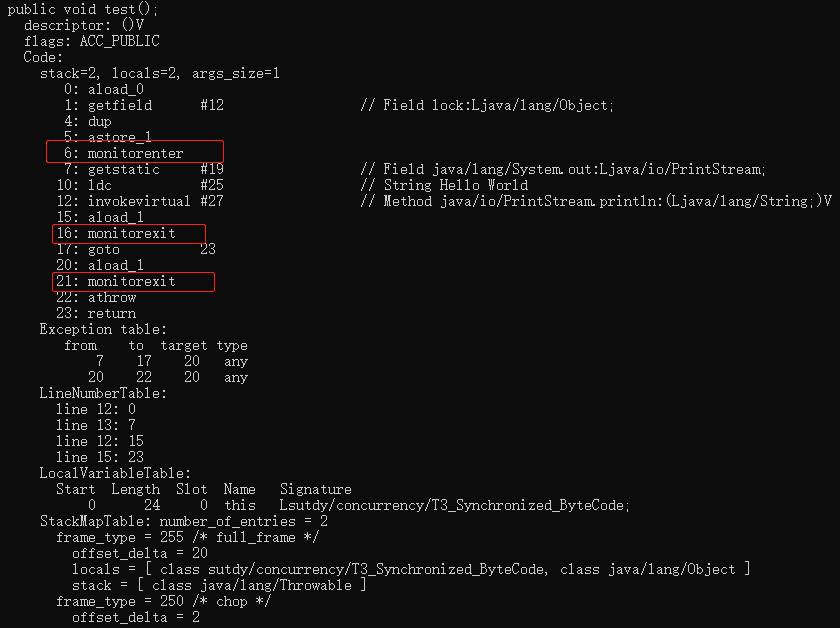 public void test();
descriptor: ()V
flags: ACC_PUBLIC
Code:
stack=2, locals=2, args_size=1
0: aload_0
1: getfield #12 // Field lock:Ljava/lang/Object;
4: dup
5: astore_1
6: monitorenter
7: getstatic #19 // Field java/lang/System.out:Ljava/io/PrintStream;
10: ldc #25 // String Hello World
12: invokevirtual #27 // Method java/io/PrintStream.println:(Ljava/lang/String;)V
15: aload_1
16: monitorexit
17: goto 23
20: aload_1
21: monitorexit
22: athrow
23: return
Exception table:
from to target type
7 17 20 any
20 22 20 any
LineNumberTable:
line 12: 0
line 13: 7
line 12: 15
line 15: 23
LocalVariableTable:
Start Length Slot Name Signature
0 24 0 this Lsutdy/concurrency/T3_Synchronized_ByteCode;
StackMapTable: number_of_entries = 2
frame_type = 255 /* full_frame */
offset_delta = 20
locals = [ class sutdy/concurrency/T3_Synchronized_ByteCode, class java/lang/Object ]
stack = [ class java/lang/Throwable ]
frame_type = 250 /* chop */
offset_delta = 2